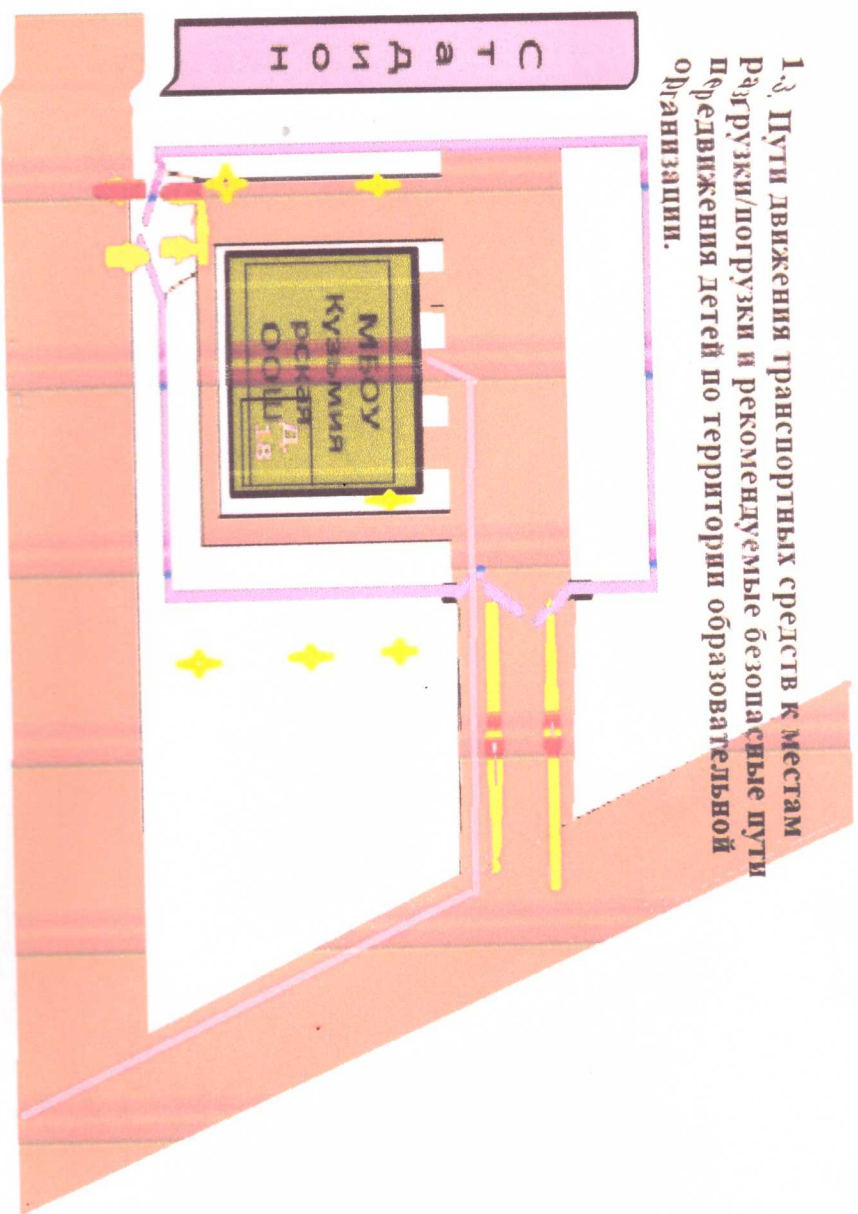 1.3. Пути движения транспортных средств к местам
разгрузки/погрузки и рекомендуемые безопасные пути
передвижения детей по территории образовательной
организации.
Стадион
МБОУ
Кузьмия
рская
ООШ
Д.
18